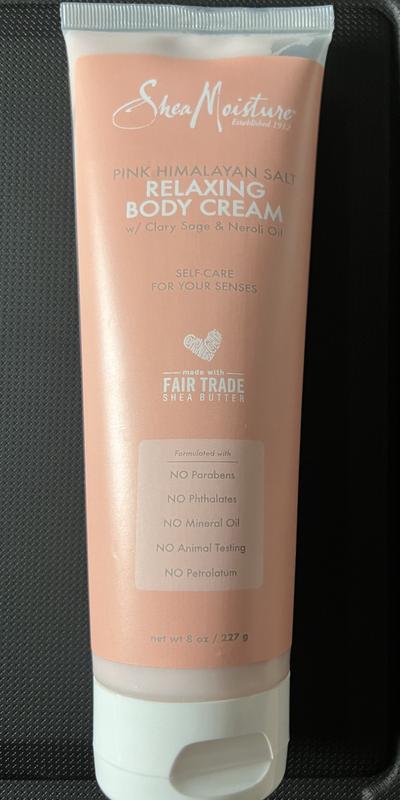 SheaMoisture
Established 1912
PINK HIMALAYAN SALT
RELAXING
BODY CREAM
w/ Clary Sage & Neroli Oil
SELF-CARE
FOR YOUR SENSES
made with
FAIR TRADE
SHEA BUTTER
Formulated with
NO Parabens
NO Phthalates
NO Mineral Oil
NO Animal Testing
NO Petrolatum
net wt 8 oz / 227 g